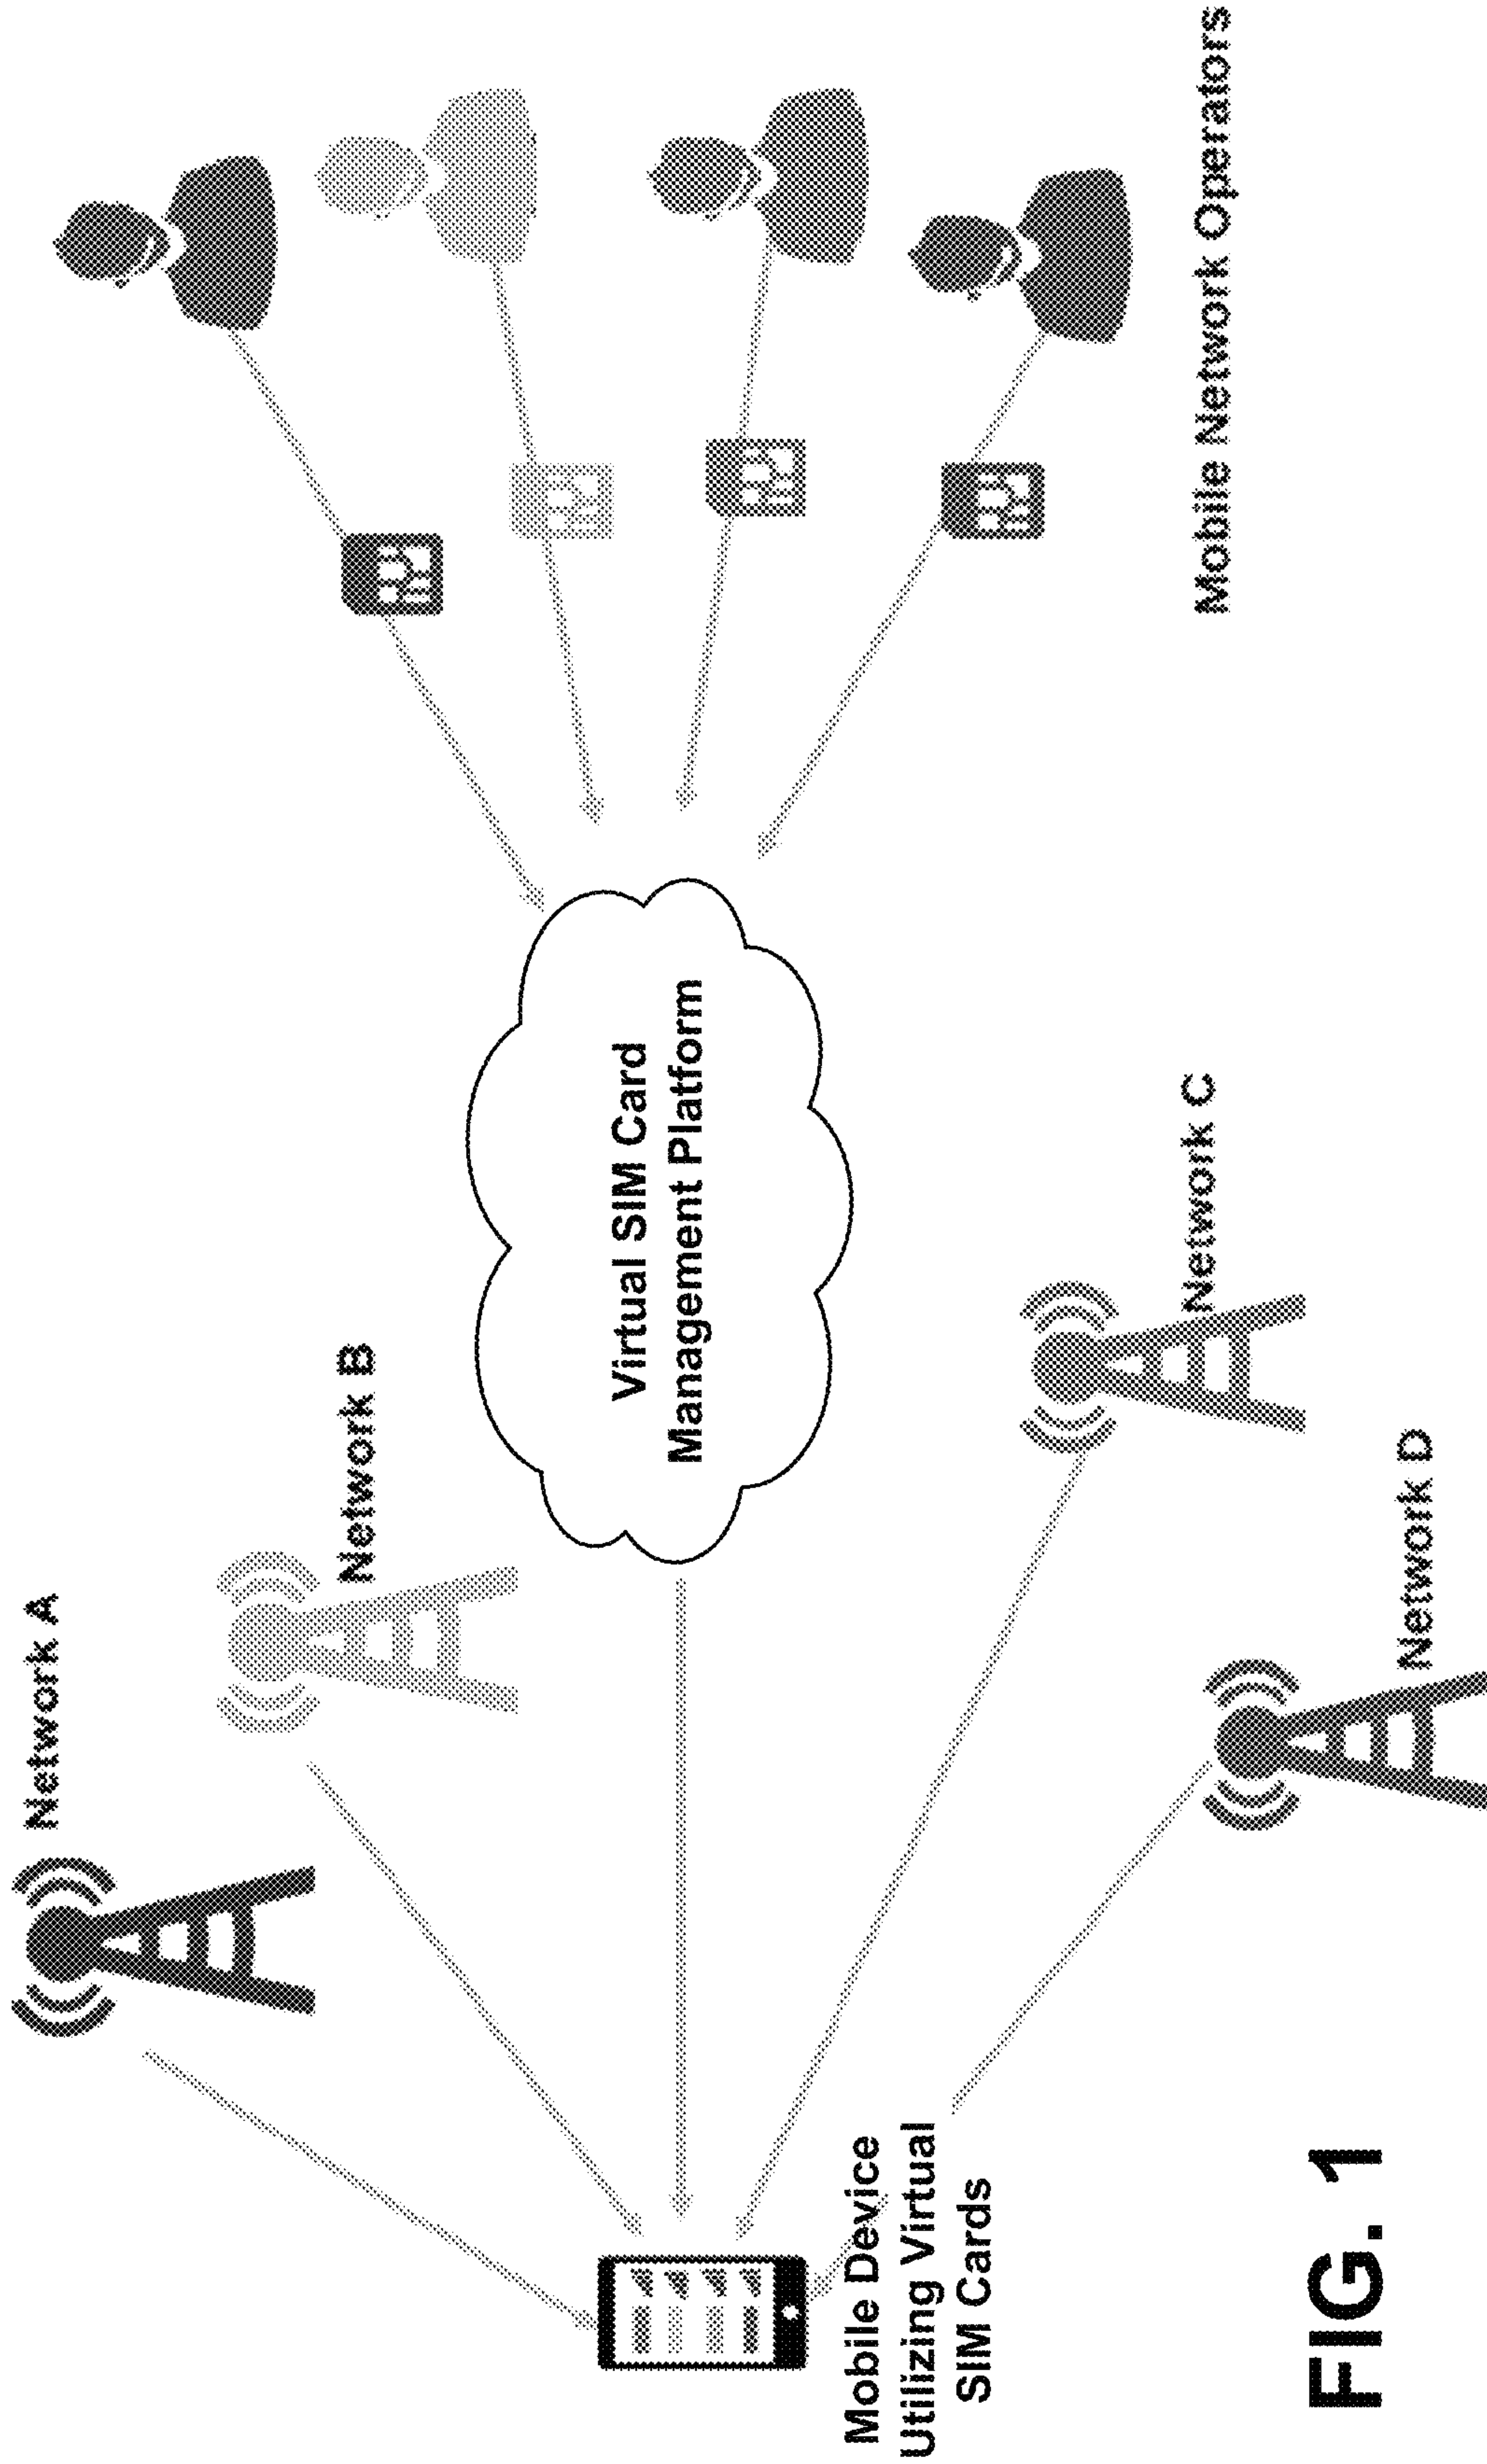 Network A
Network B
Virtual SIM Card
Management Platform
Mobile Device
Utilizing Virtual
SIM Cards
Network C
Network D
Mobile Network Operators
FIG. 1